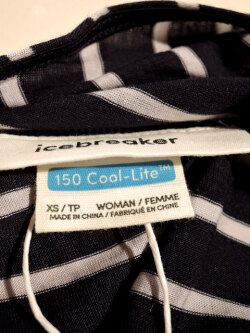 icebreaker
150 Cool-Lite™
XS / TP WOMAN / FEMME
MADE IN CHINA / FABRIQUÉ EN CHINE